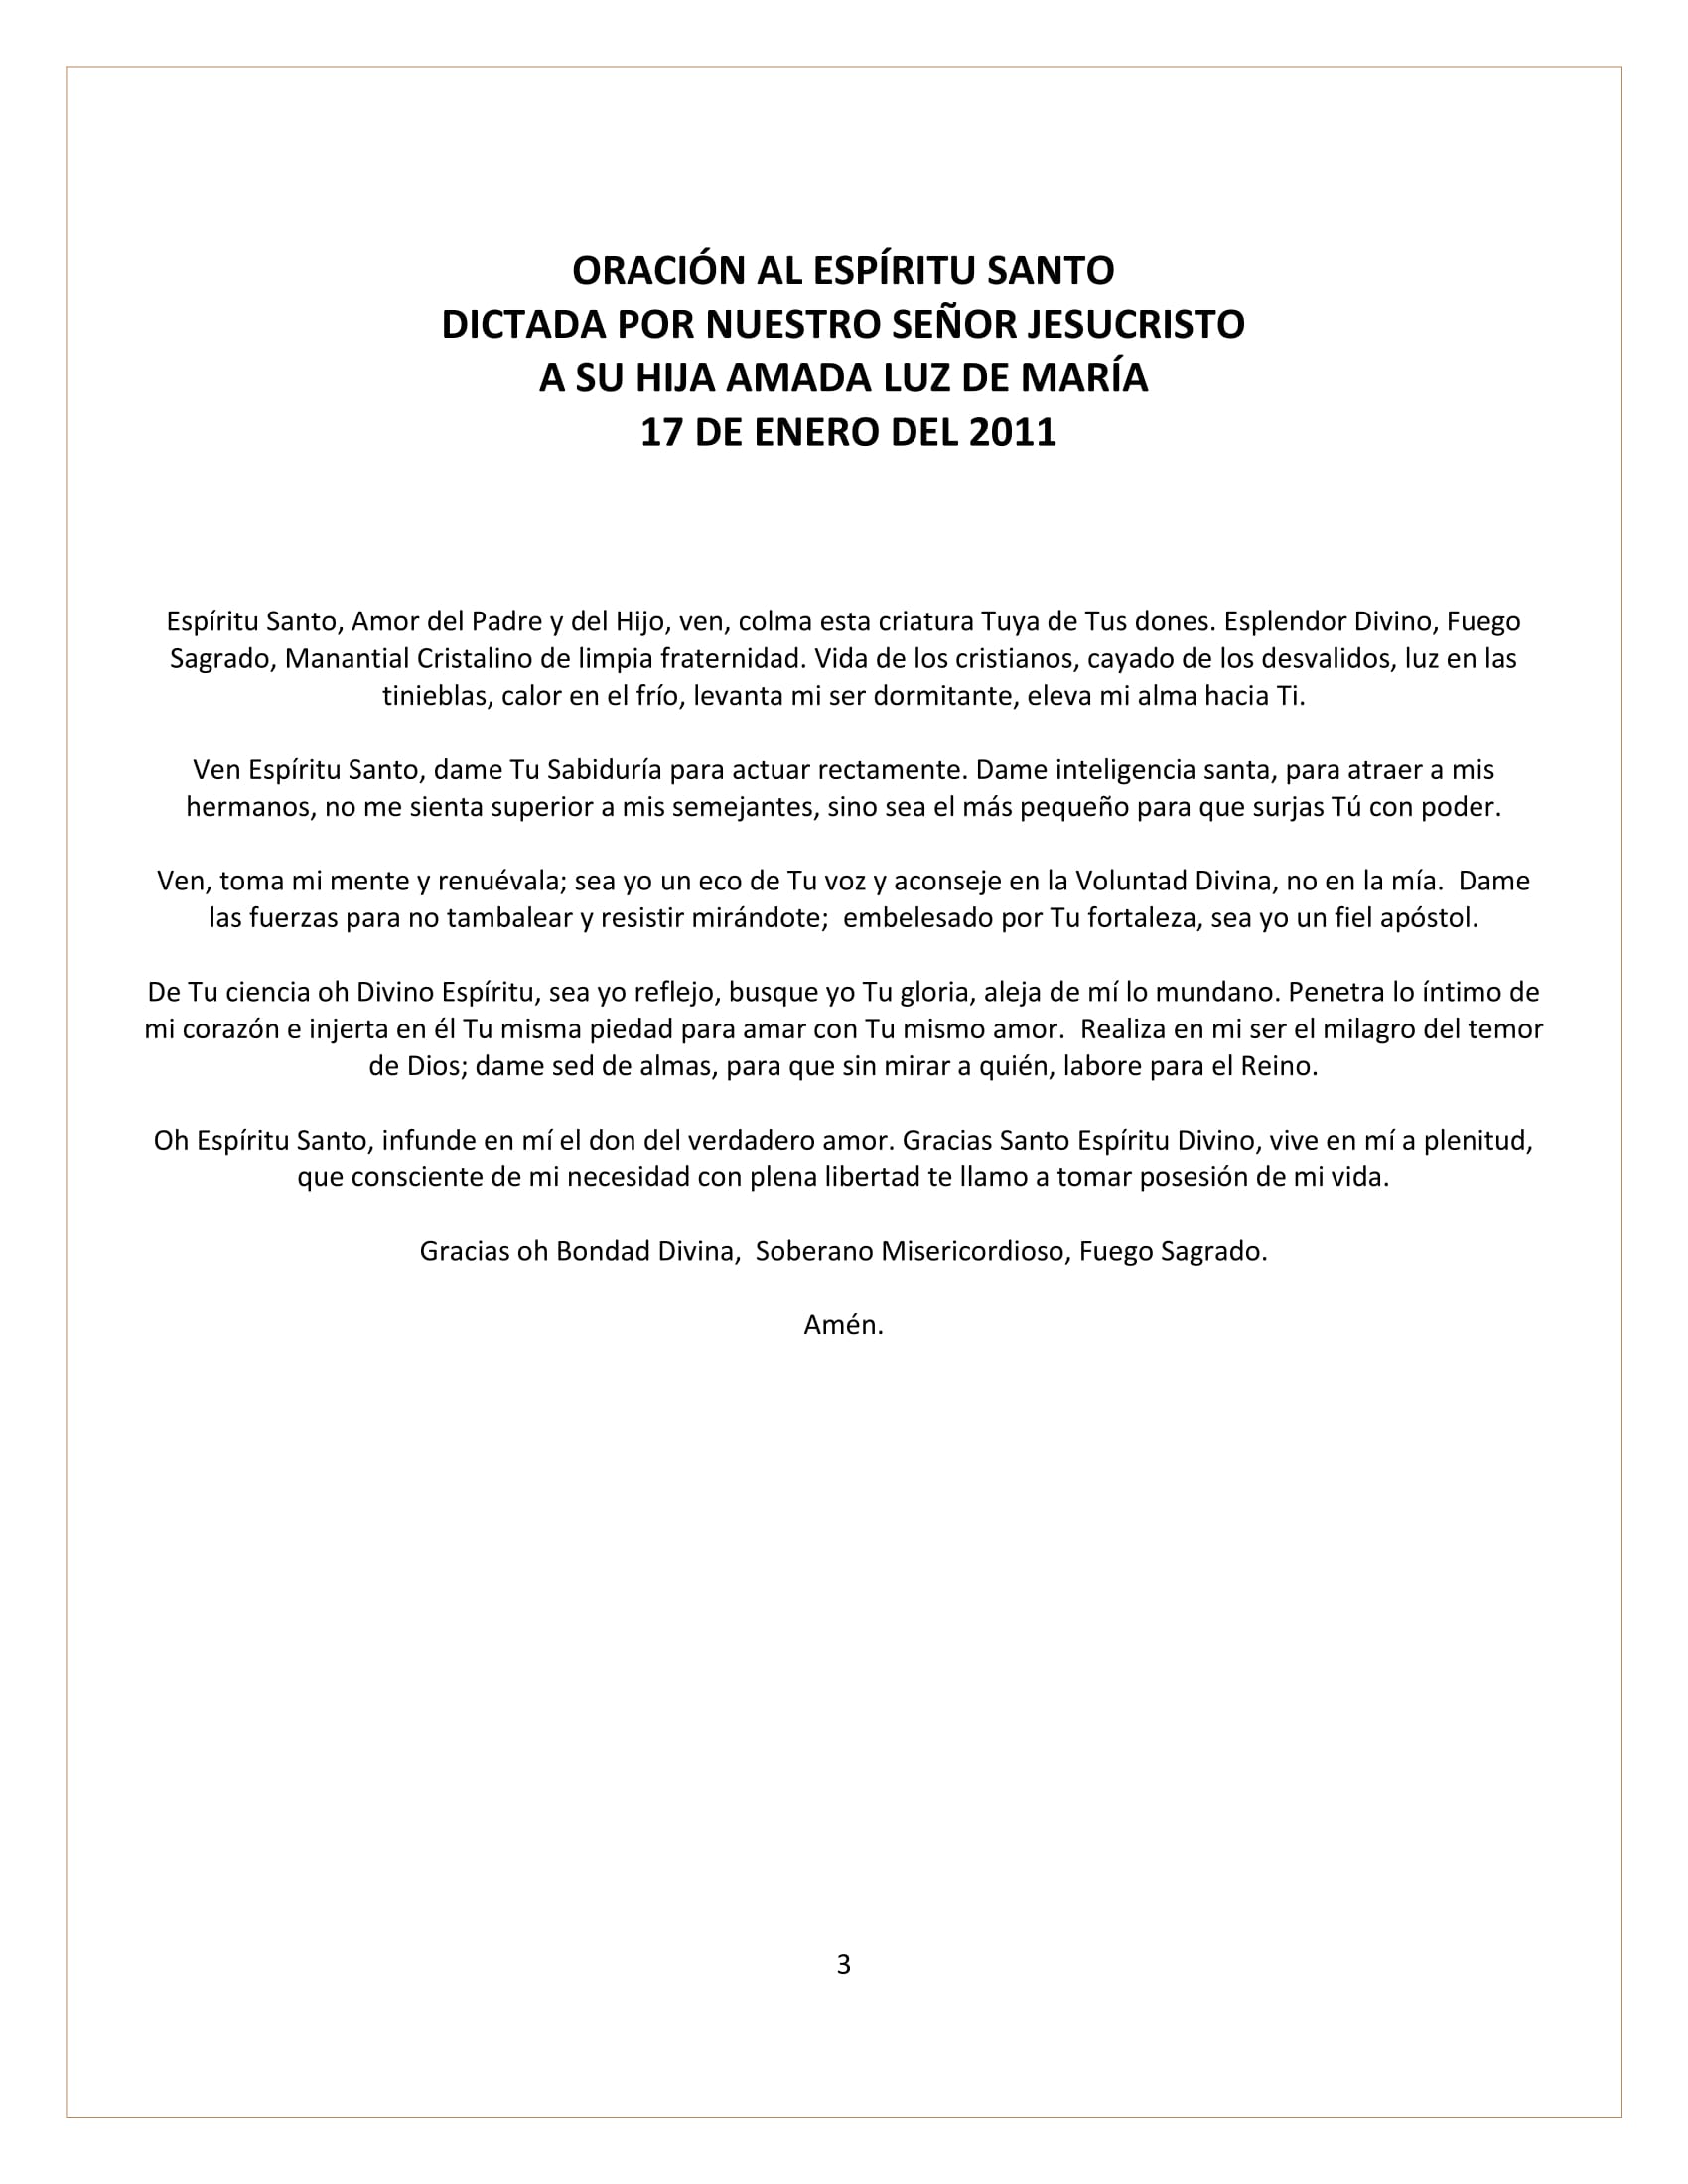 ORACIÓN AL ESPÍRITU SANTO
DICTADA POR NUESTRO SEÑOR JESUCRISTO
A SU HIJA AMADA LUZ DE MARÍA
17 DE ENERO DEL 2011
Espíritu Santo, Amor del Padre y del Hijo, ven, colma esta criatura Tuya de Tus dones. Esplendor Divino, Fuego
Sagrado, Manantial Cristalino de limpia fraternidad. Vida de los cristianos, cayado de los desvalidos, luz en las
tinieblas, calor en el frío, levanta mi ser dormitante, eleva mi alma hacia Ti.
Ven Espíritu Santo, dame Tu Sabiduría para actuar rectamente. Dame inteligencia santa, para atraer a mis
hermanos, no me sienta superior a mis semejantes, sino sea el más pequeño para que surjas Tú con poder.
Ven, toma mi mente y renuévala; sea yo un eco de Tu voz y aconseje en la Voluntad Divina, no en la mía.  Dame
las fuerzas para no tambalear y resistir mirándote;  embelesado por Tu fortaleza, sea yo un fiel apóstol.
De Tu ciencia oh Divino Espíritu, sea yo reflejo, busque yo Tu gloria, aleja de mí lo mundano. Penetra lo íntimo de
mi corazón e injerta en él Tu misma piedad para amar con Tu mismo amor.  Realiza en mi ser el milagro del temor
de Dios; dame sed de almas, para que sin mirar a quién, labore para el Reino.
Oh Espíritu Santo, infunde en mí el don del verdadero amor. Gracias Santo Espíritu Divino, vive en mí a plenitud,
que consciente de mi necesidad con plena libertad te llamo a tomar posesión de mi vida.
Gracias oh Bondad Divina,  Soberano Misericordioso, Fuego Sagrado.
Amén.
3